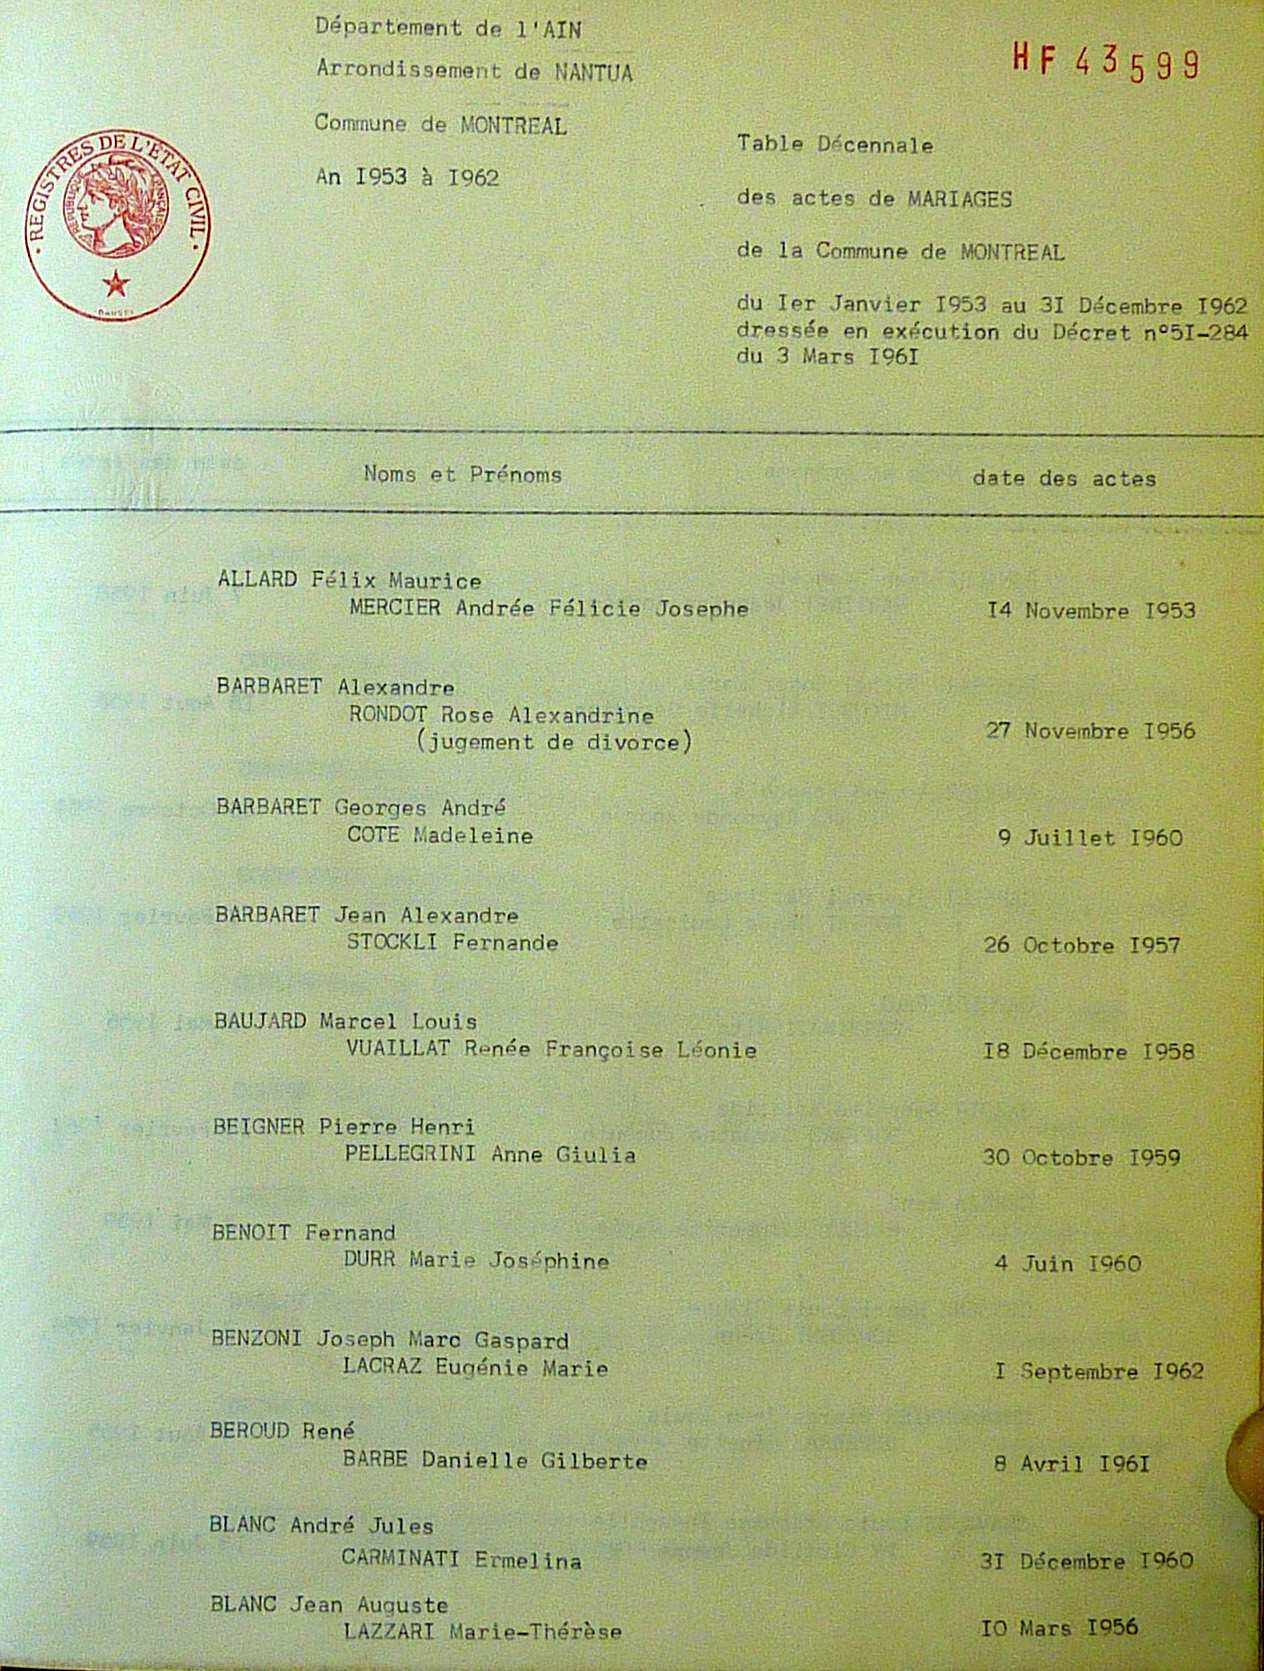 Département de l'AIN
Arrondissement de NANTUA
Commune de MONTREAL
An I953 à I962
HF 43599
REGISTRES DE L'ETAT CIVIL
REPUBLIQUE FRANÇAISE
Table Décennale
des actes de MARIAGES
de la Commune de MONTREAL
du Ier Janvier I953 au 3I Décembre I962
dressée en exécution du Décret n°5I-284
du 3 Mars I96I
Noms et Prénoms date des actes
ALLARD Félix Maurice
MERCIER Andrée Félicie Josephe I4 Novembre I953
BARBARET Alexandre
RONDOT Rose Alexandrine
(jugement de divorce) 27 Novembre I956
BARBARET Georges André
COTE Madeleine 9 Juillet I960
BARBARET Jean Alexandre
STOCKLI Fernande 26 Octobre I957
BAUJARD Marcel Louis
VUAILLAT Renée Françoise Léonie I8 Décembre I958
BEIGNER Pierre Henri
PELLEGRINI Anne Giulia 30 Octobre I959
BENOIT Fernand
DURR Marie Joséphine 4 Juin I960
BENZONI Joseph Marc Gaspard
LACRAZ Eugénie Marie I Septembre I962
BEROUD René
BARBE Danielle Gilberte 8 Avril I96I
BLANC André Jules
CARMINATI Ermelina 3I Décembre I960
BLANC Jean Auguste
LAZZARI Marie-Thérèse IO Mars I956